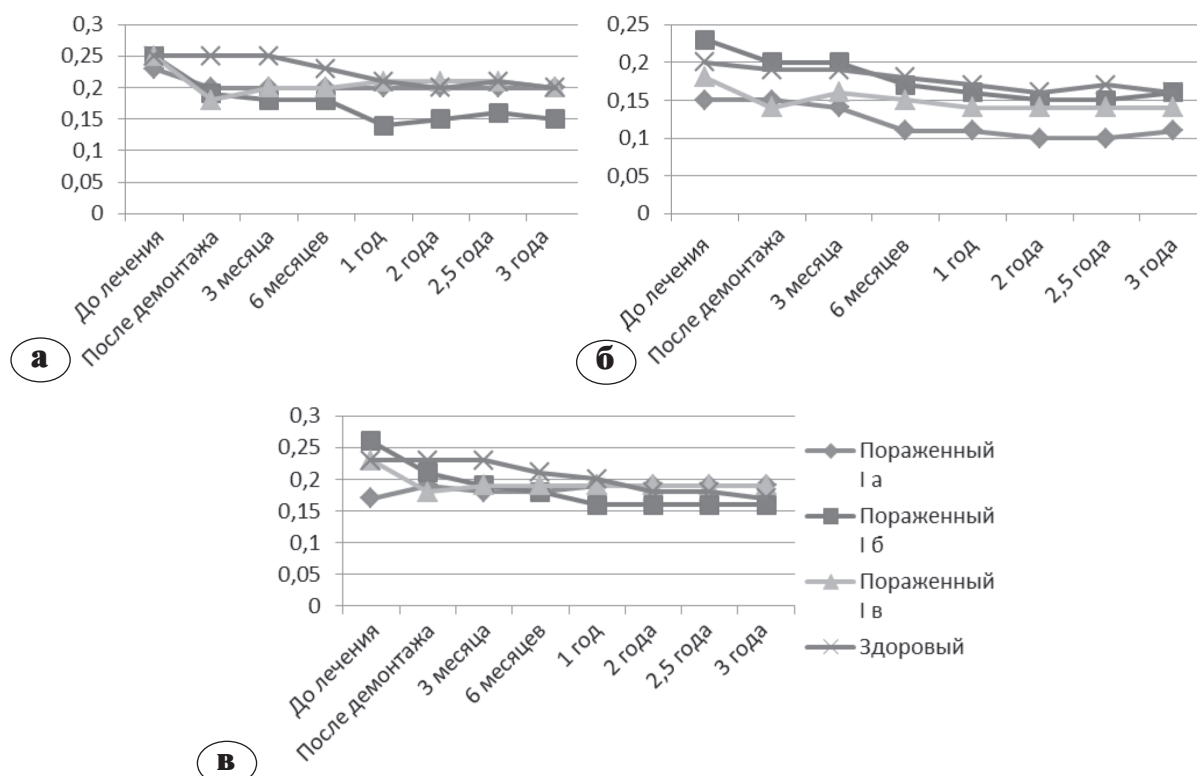 0,3
0,25
0,2
0,15
0,1
0,05
0
До лечения
После демонтажа
3 месяца
6 месяцев
1 год
2 года
2,5 года
3 года
а
0,25
0,2
0,15
0,1
0,05
0
До лечения
После демонтажа
3 месяца
6 месяцев
1 год
2 года
2,5 года
3 года
б
0,3
0,25
0,2
0,15
0,1
0,05
0
До лечения
После демонтажа
3 месяца
6 месяцев
1 год
2 года
2,5 года
3 года
в
Пораженный
I а
Пораженный
I б
Пораженный
I в
Здоровый